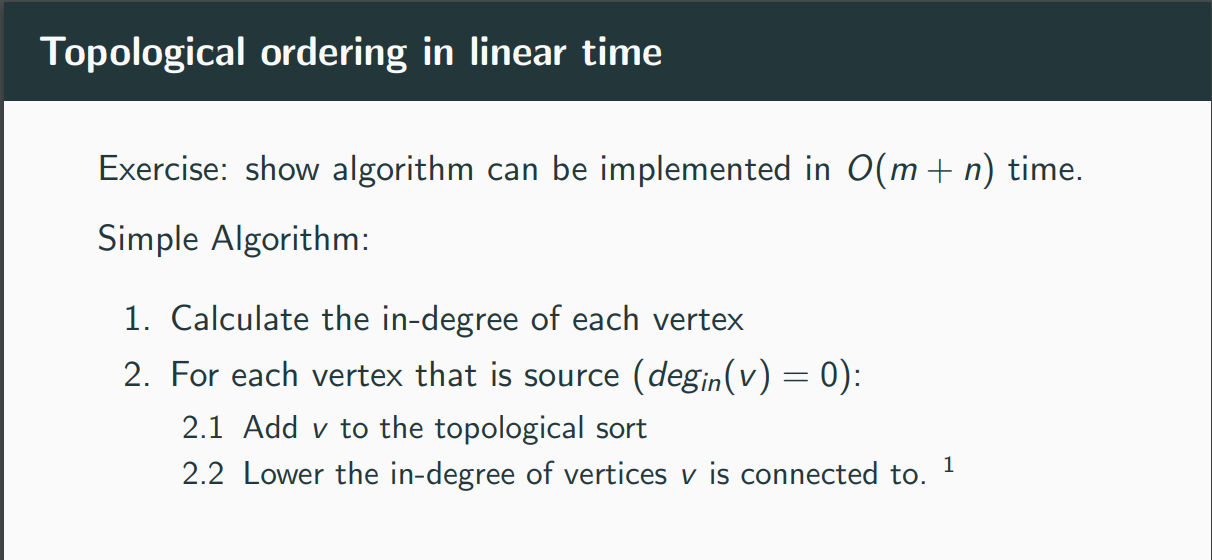 Topological ordering in linear time
Exercise: show algorithm can be implemented in O(m + n) time.
Simple Algorithm:
1. Calculate the in-degree of each vertex
2. For each vertex that is source (deg_in(v) = 0):
2.1 Add v to the topological sort
2.2 Lower the in-degree of vertices v is connected to. ¹